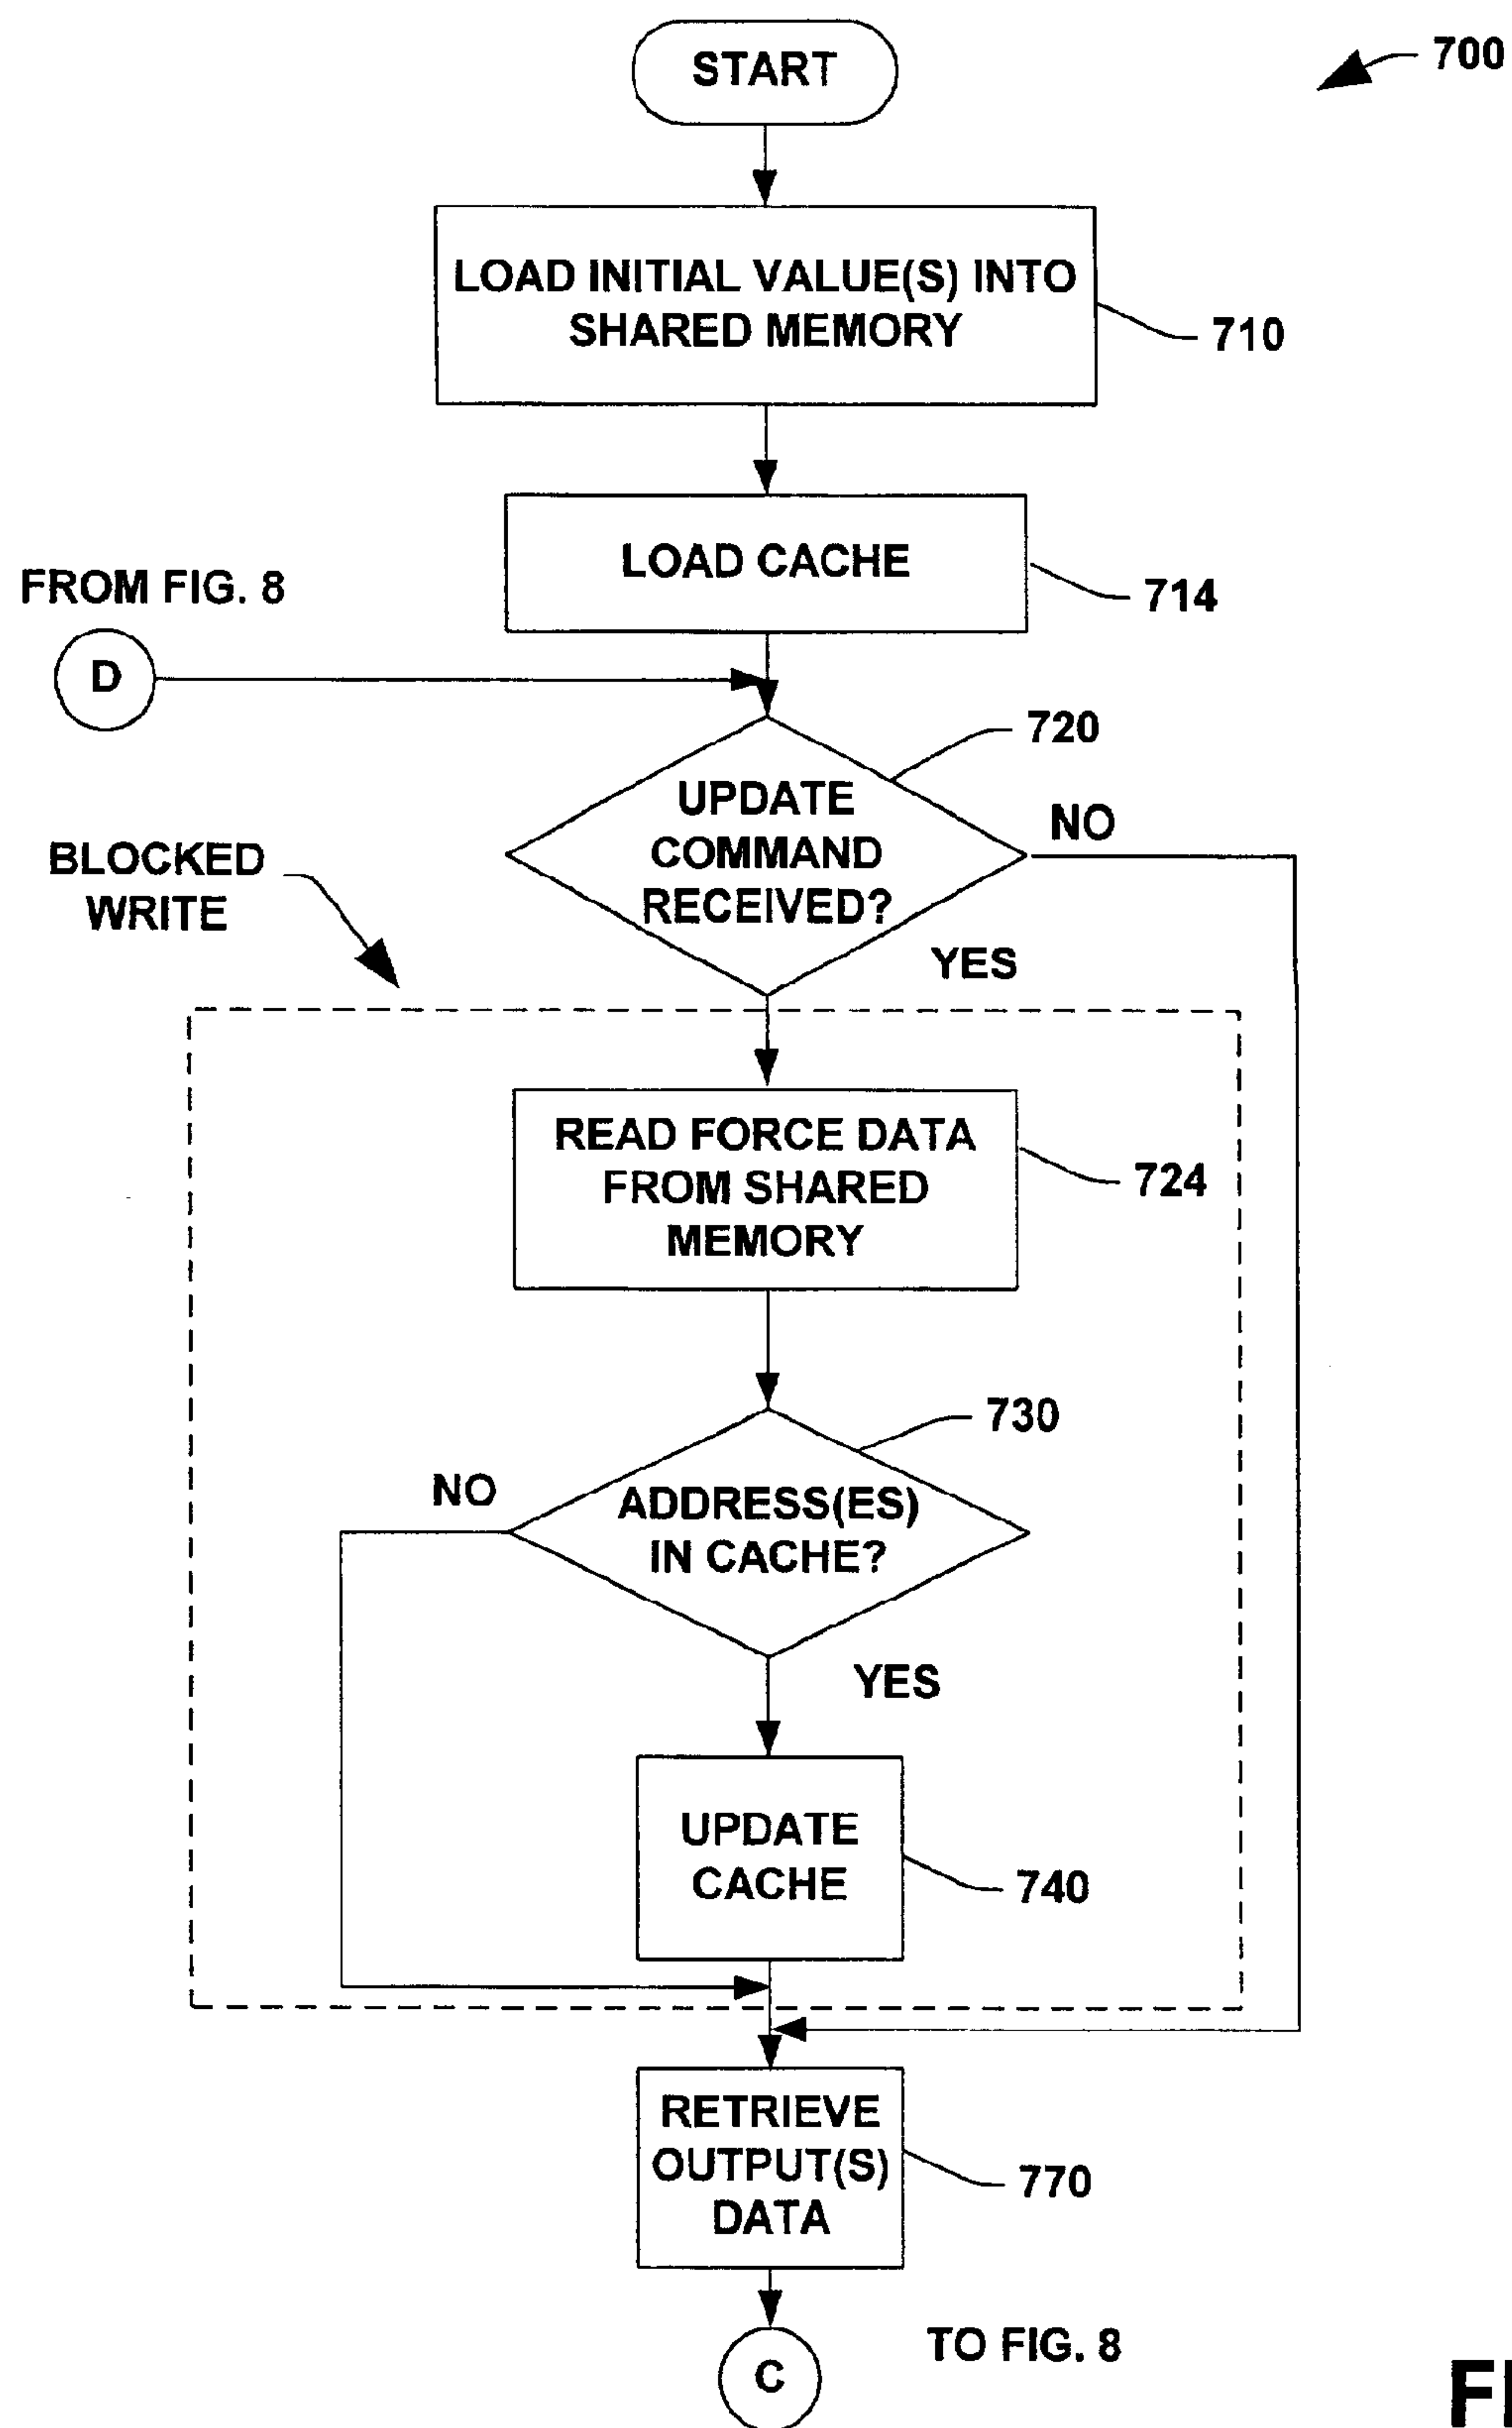 START
700
LOAD INITIAL VALUE(S) INTO
SHARED MEMORY
710
LOAD CACHE
714
FROM FIG. 8
D
720
UPDATE
COMMAND
RECEIVED?
NO
BLOCKED
WRITE
YES
READ FORCE DATA
FROM SHARED
MEMORY
724
730
NO
ADDRESS(ES)
IN CACHE?
YES
UPDATE
CACHE
740
RETRIEVE
OUTPUT(S)
DATA
770
TO FIG. 8
C